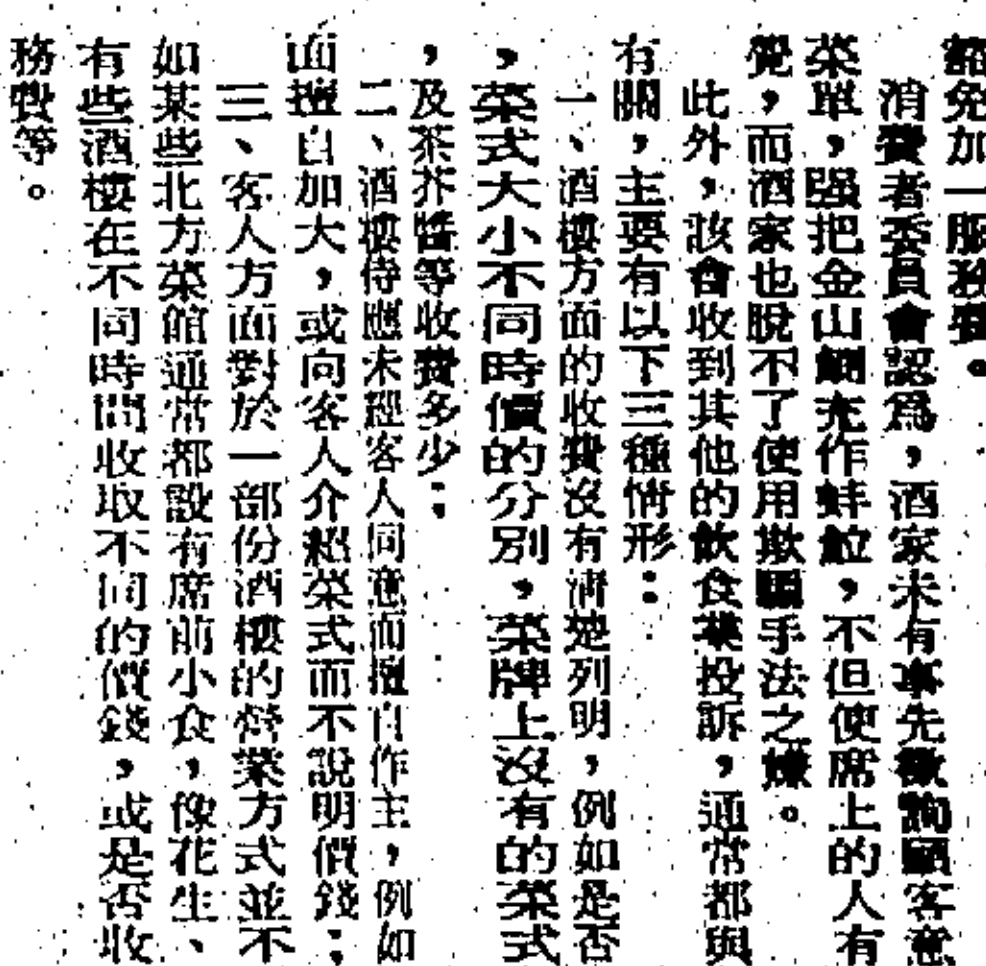 豁免加一服務費。
消費者委員會認爲，酒家未有事先徵詢顧客意
菜單，强把金山鯛充作蚌蚫，不但使席上的人有
覺，而酒家也脫不了使用欺騙手法之嫌。
此外，該會收到其他的飲食業投訴，通常都與
有關，主要有以下三種情形：
一、酒樓方面的收費沒有清楚列明，例如是否
，菜式大小不同時價的分別，菜牌上沒有的菜式
，及茶芥醬等收費多少；
二、酒樓侍應未經客人同意而擅自作主，例如
面擅自加大，或向客人介紹菜式而不說明價錢；
三、客人方面對於一部份酒樓的營業方式並不
如某些北方菜館通常都設有席前小食，像花生、
有些酒樓在不同時間收取不同的價錢，或是否收
務費等。